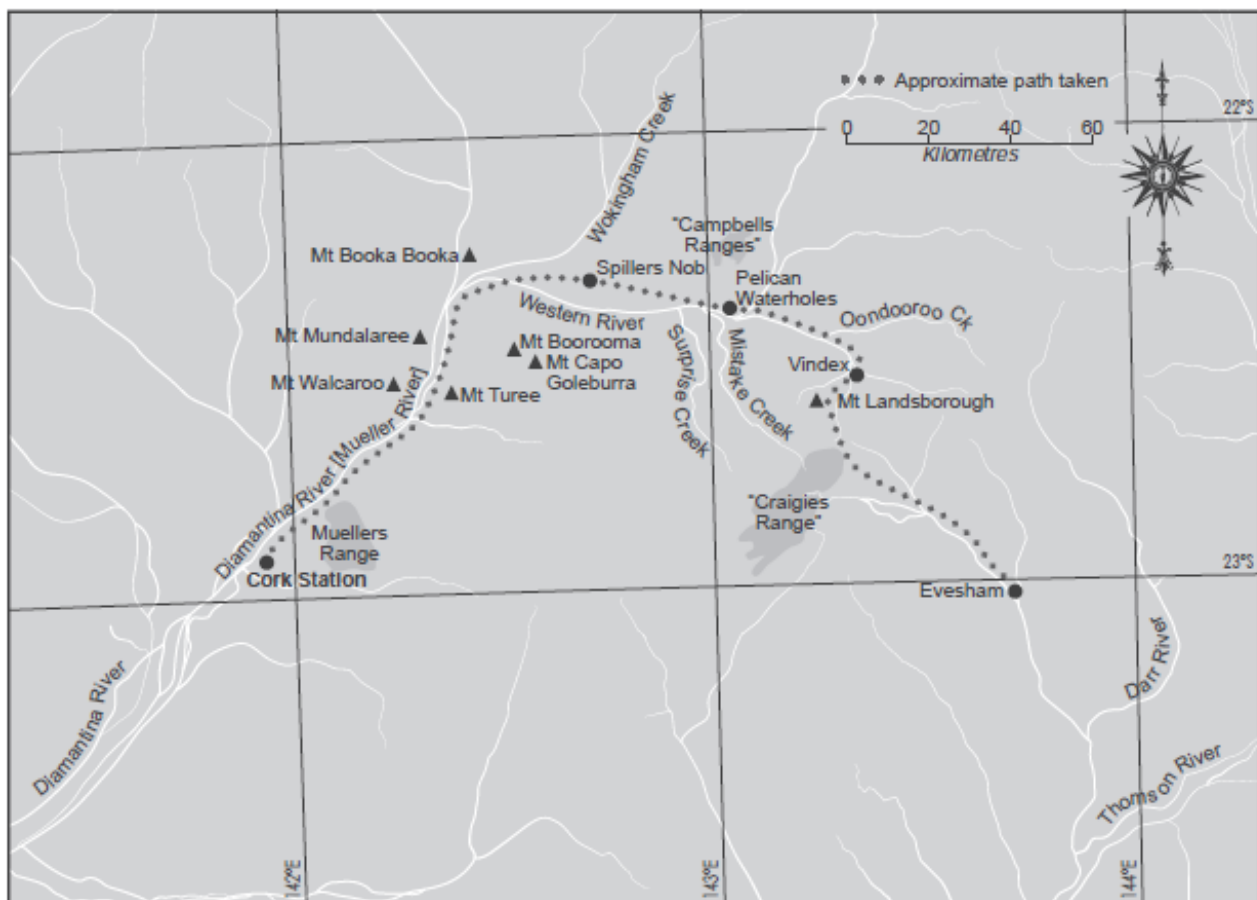 Approximate path taken
0 20 40 60
Kilometres
22°S
Wokingham Creek
"Campbells
Ranges"
Mt Booka Booka
Spillers Nob
Pelican
Waterholes
Western River
Oondooroo Ck
Mt Mundalaree
Mt Boorooma
Mt Capo
Goleburra
Surprise Creek
Mistake Creek
Vindex
Mt Walcaroo
Mt Turee
Mt Landsborough
Diamantina River [Mueller River]
Muellers
Range
"Craigies
Range"
Cork Station
23°S
Evesham
Darr River
Diamantina River
Thomson River
142°E
143°E
144°E